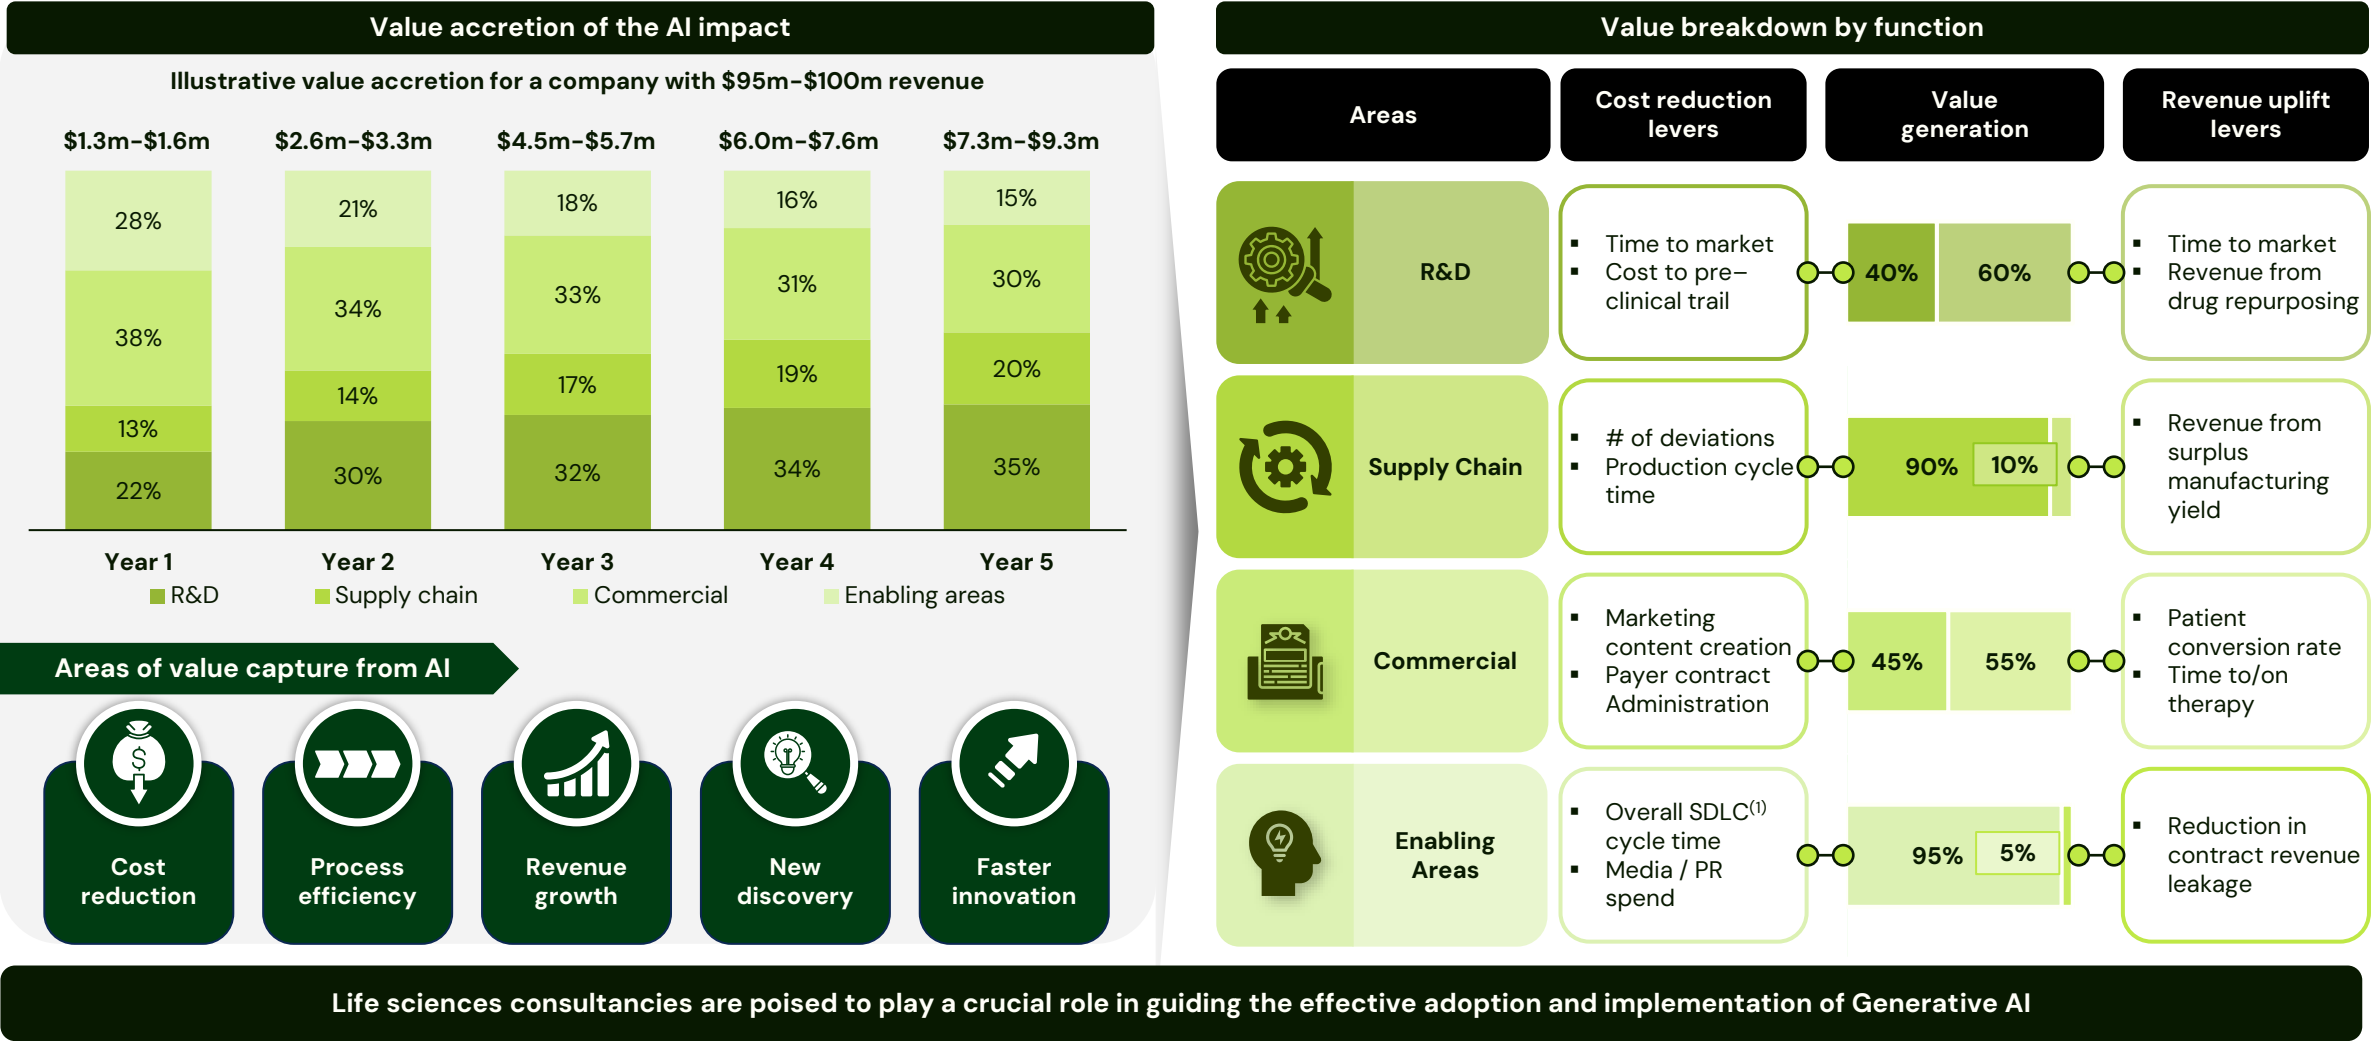 Value accretion of the AI impact
Illustrative value accretion for a company with $95m-$100m revenue
$1.3m-$1.6m
$2.6m-$3.3m
$4.5m-$5.7m
$6.0m-$7.6m
$7.3m-$9.3m
28%
21%
18%
16%
15%
38%
34%
33%
31%
30%
13%
14%
17%
19%
20%
22%
30%
32%
34%
35%
Year 1
Year 2
Year 3
Year 4
Year 5
R&D
Supply chain
Commercial
Enabling areas
Areas of value capture from AI
$
Cost
reduction
Process
efficiency
Revenue
growth
New
discovery
Faster
innovation
Value breakdown by function
Areas
Cost reduction
levers
Value
generation
Revenue uplift
levers
R&D
▪ Time to market
▪ Cost to pre–
clinical trail
40%
60%
▪ Time to market
▪ Revenue from
drug repurposing
Supply Chain
▪ # of deviations
▪ Production cycle
time
90%
10%
▪ Revenue from
surplus
manufacturing
yield
Commercial
▪ Marketing
content creation
▪ Payer contract
Administration
45%
55%
▪ Patient
conversion rate
▪ Time to/on
therapy
Enabling
Areas
▪ Overall SDLC(1)
cycle time
▪ Media / PR
spend
95%
5%
▪ Reduction in
contract revenue
leakage
Life sciences consultancies are poised to play a crucial role in guiding the effective adoption and implementation of Generative AI